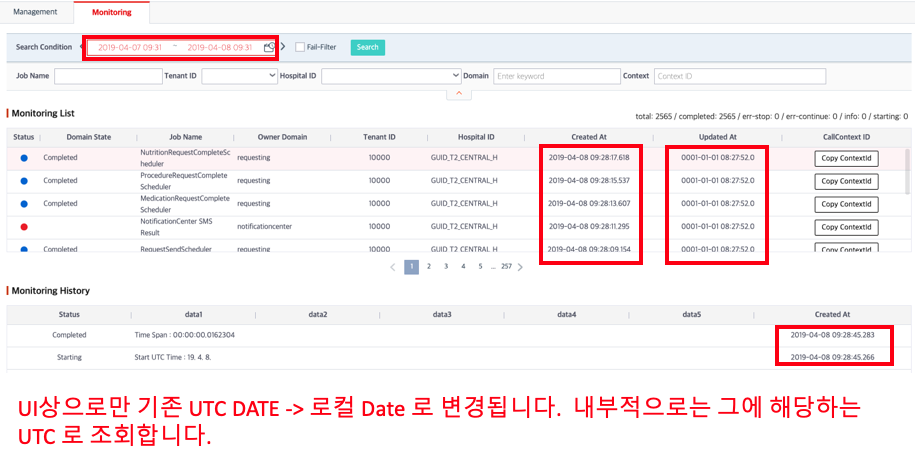 Management Monitoring
Search Condition 2019-04-07 09:31 ~ 2019-04-08 09:31 Fail-Filter Search
Job Name Tenant ID Hospital ID Domain Enter keyword Context Context ID
Monitoring List
total: 2565 / completed: 2565 / err-stop: 0 / err-continue: 0 / info: 0 / starting: 0
Status Domain State Job Name Owner Domain Tenant ID Hospital ID Created At Updated At CallContext ID
Completed NutritionRequestCompleteSc
heduler requesting 10000 GUID_T2_CENTRAL_H 2019-04-08 09:28:17.618 0001-01-01 08:27:52.0 Copy ContextId
Completed ProcedureRequestComplete
Scheduler requesting 10000 GUID_T2_CENTRAL_H 2019-04-08 09:28:15.537 0001-01-01 08:27:52.0 Copy ContextId
Completed MedicationRequestComplete
Scheduler requesting 10000 GUID_T2_CENTRAL_H 2019-04-08 09:28:13.607 0001-01-01 08:27:52.0 Copy ContextId
NotificationCenter SMS
Result notificationcenter 10000 GUID_T2_CENTRAL_H 2019-04-08 09:28:11.295 0001-01-01 08:27:52.0 Copy ContextId
Completed RequestSendScheduler requesting 10000 GUID_T2_CENTRAL_H 2019-04-08 09:28:09.154 0001-01-01 08:27:52.0 Copy ContextId
1 2 3 4 5 ... 257
Monitoring History
Status data1 data2 data3 data4 data5 Created At
Completed Time Span : 00:00:00.0162304 2019-04-08 09:28:45.283
Starting Start UTC Time : 19. 4. 8. 2019-04-08 09:28:45.266
UI상으로만 기존 UTC DATE -> 로컬 Date 로 변경됩니다. 내부적으로는 그에 해당하는
UTC 로 조회합니다.